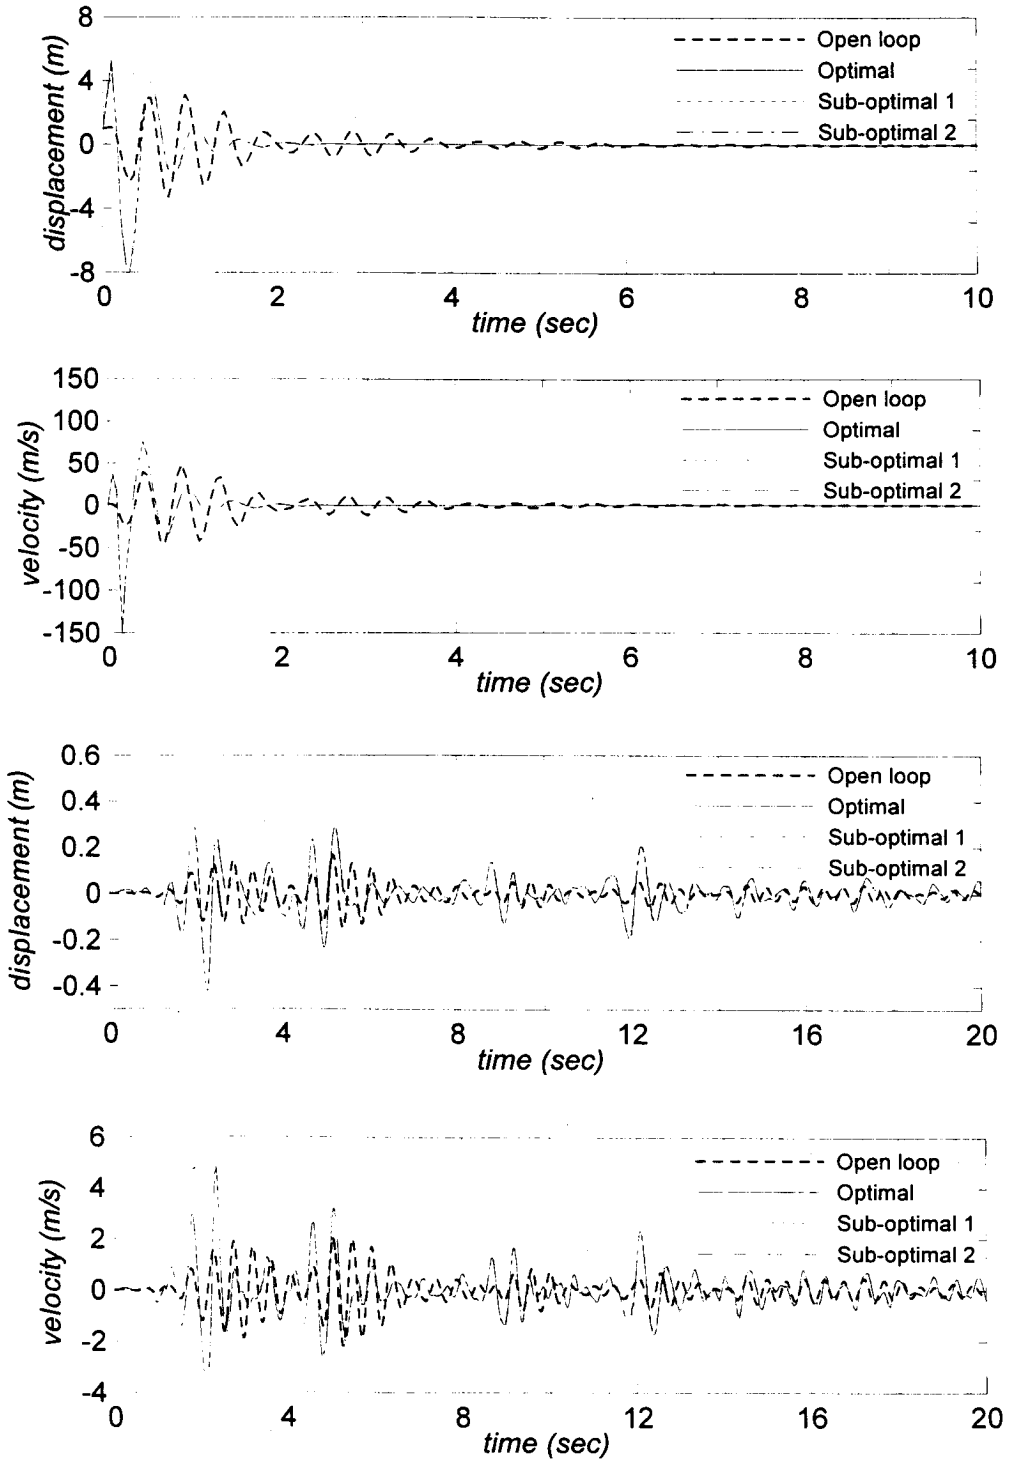 8
4
0
-4
-8
displacement (m)
Open loop
Optimal
Sub-optimal 1
Sub-optimal 2
0 2 4 6 8 10
time (sec)
150
100
50
0
-50
-100
-150
velocity (m/s)
Open loop
Optimal
Sub-optimal 1
Sub-optimal 2
0 2 4 6 8 10
time (sec)
0.6
0.4
0.2
0
-0.2
-0.4
displacement (m)
Open loop
Optimal
Sub-optimal 1
Sub-optimal 2
0 4 8 12 16 20
time (sec)
6
4
2
0
-2
-4
velocity (m/s)
Open loop
Optimal
Sub-optimal 1
Sub-optimal 2
0 4 8 12 16 20
time (sec)